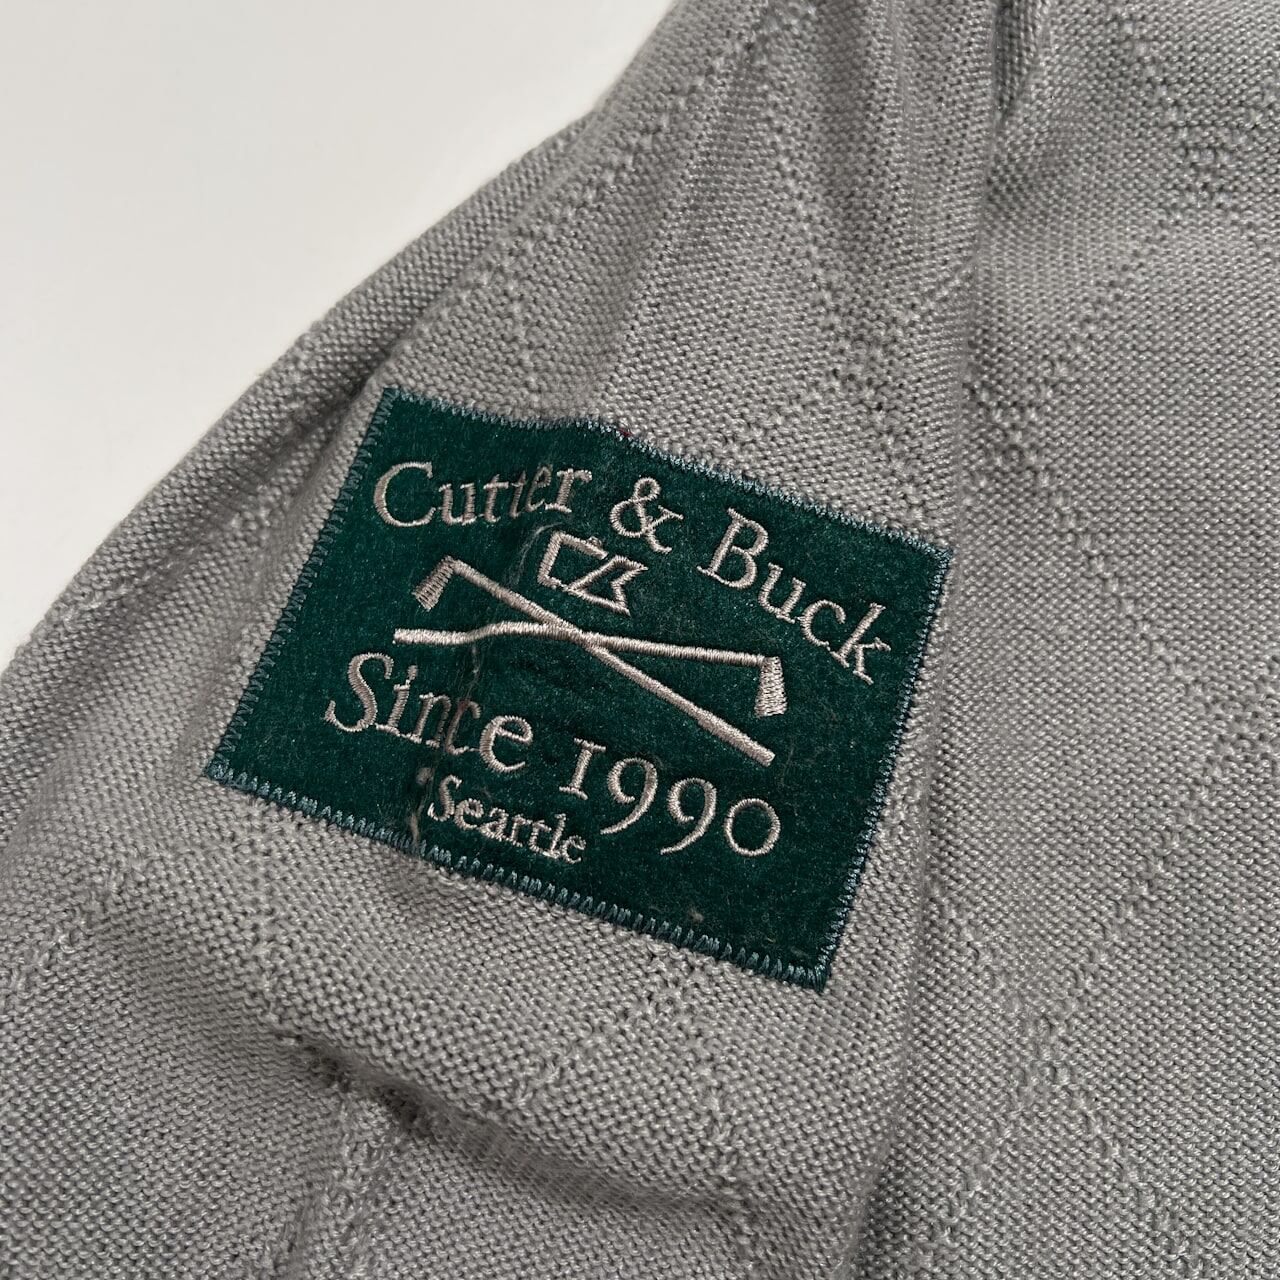 Cutter & Buck
Since 1990
Seattle